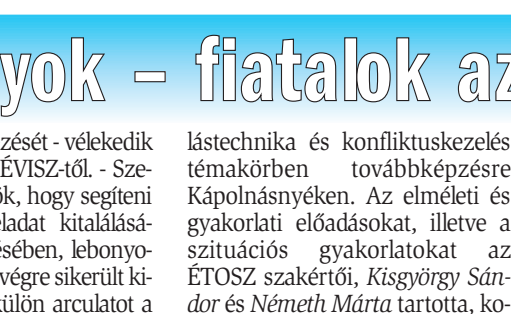 yok – fiatalok az
zését - vélekedik
ÉVISZ-től. - Sze-
ök, hogy segíteni
eladat kitalálásá-
ésében, lebonyo-
végre sikerült ki-
külön arculatot a
lástechnika és konfliktuskezelés
témakörben továbbképzésre
Kápolnásnyéken. Az elméleti és
gyakorlati előadásokat, illetve a
szituációs gyakorlatokat az
ÉTOSZ szakértői, Kisgyörgy Sán-
dor és Németh Márta tartotta, ko-